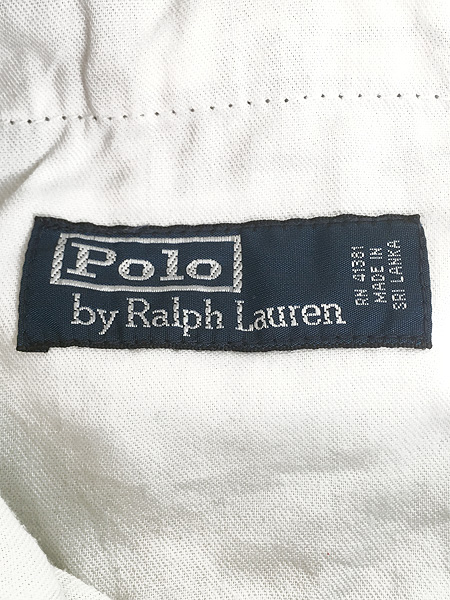 Polo
by Ralph Lauren
RN 41381
MADE IN
SRI LANKA